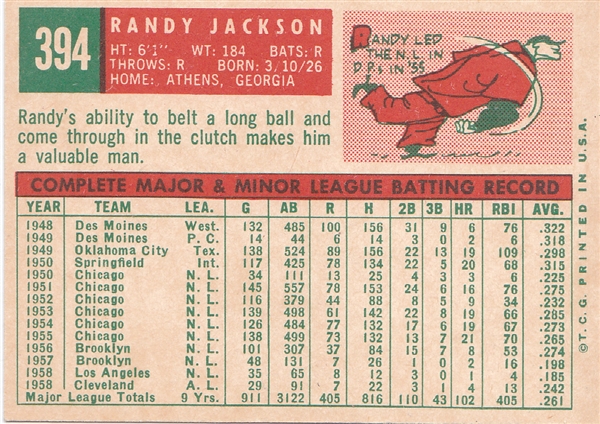 394
RANDY JACKSON
HT: 6'1" WT: 184 BATS: R
THROWS: R BORN: 3/10/26
HOME: ATHENS, GEORGIA
Randy's ability to belt a long ball and
come through in the clutch makes him
a valuable man.
RANDY LED
THE N.L. IN
D.P.s IN '55
COMPLETE MAJOR & MINOR LEAGUE BATTING RECORD
YEAR TEAM LEA. G AB R H 2B 3B HR RBI AVG.
1948 Des Moines West. 132 485 100 156 31 9 6 76 .322
1949 Des Moines P. C. 14 44 6 14 6 .318
1949 Oklahoma City Tex. 138 524 89 156 22 13 19 109 .298
1950 Springfield Int. 117 425 78 134 22 5 20 68 .315
1950 Chicago N. L. 34 111 13 25 4 3 3 6 .225
1951 Chicago N. L. 145 557 78 153 24 6 16 76 .275
1952 Chicago N. L. 116 379 44 88 8 5 9 34 .232
1953 Chicago N. L. 139 498 61 142 22 8 19 66 .285
1954 Chicago N. L. 126 484 77 132 17 6 19 67 .273
1955 Chicago N. L. 138 499 73 132 13 7 21 70 .265
1956 Brooklyn N. L. 101 307 37 84 15 7 8 53 .274
1957 Brooklyn N. L. 48 131 7 26 1 0 2 16 .198
1958 Los Angeles N. L. 35 65 8 12 3 0 1 4 .185
1958 Cleveland A. L. 29 91 7 22 3 1 4 13 .242
Major League Totals 9 Yrs. 911 3122 405 816 110 43 102 405 .261
©T.C.G. PRINTED IN U.S.A.